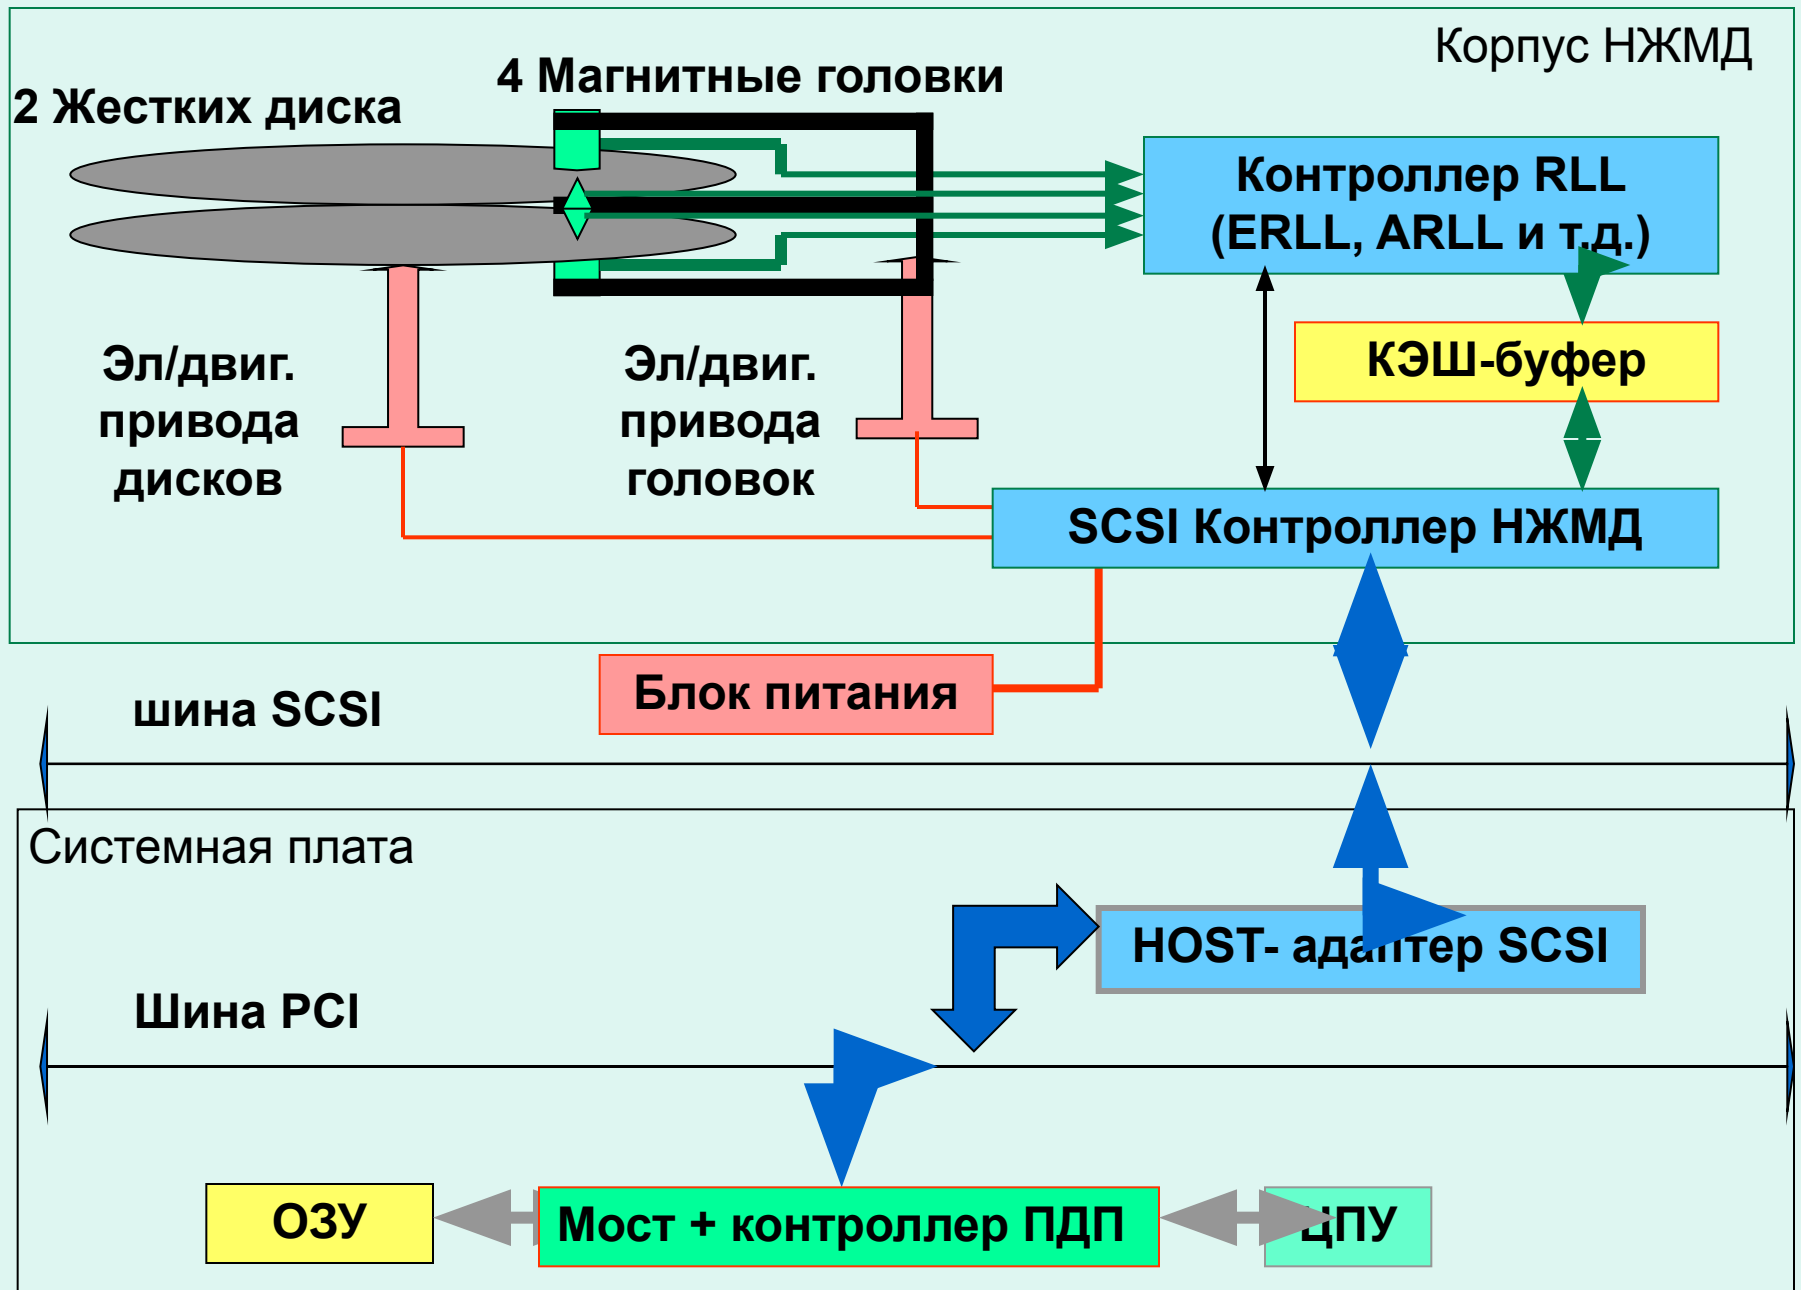 Корпус НЖМД
4 Магнитные головки
2 Жестких диска
Контроллер RLL
(ERLL, ARLL и т.д.)
КЭШ-буфер
Эл/двиг.
привода
дисков
Эл/двиг.
привода
головок
SCSI Контроллер НЖМД
Блок питания
шина SCSI
Системная плата
HOST- адаптер SCSI
Шина PCI
ОЗУ
Мост + контроллер ПДП
ЦПУ